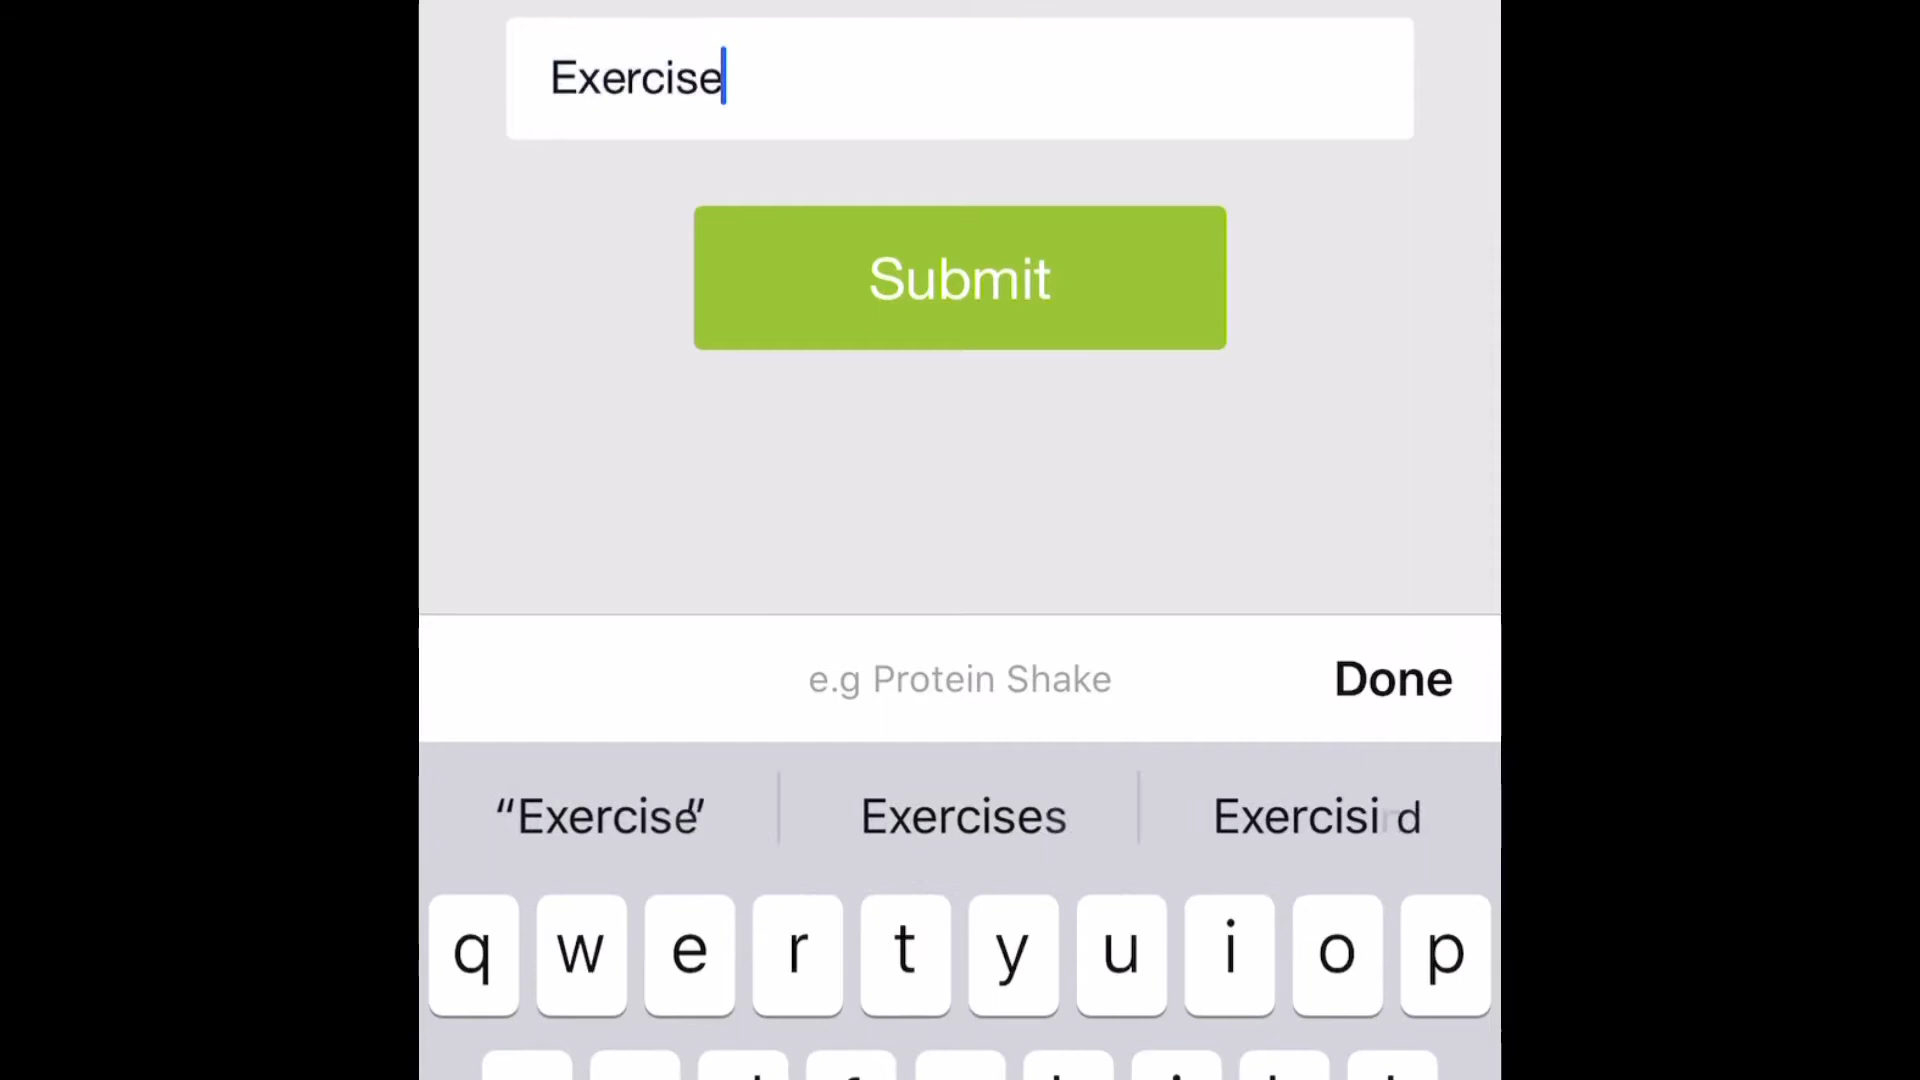 Exercise
Submit
e.g Protein Shake
Done
“Exercise” Exercises
q w e r t y u i o p